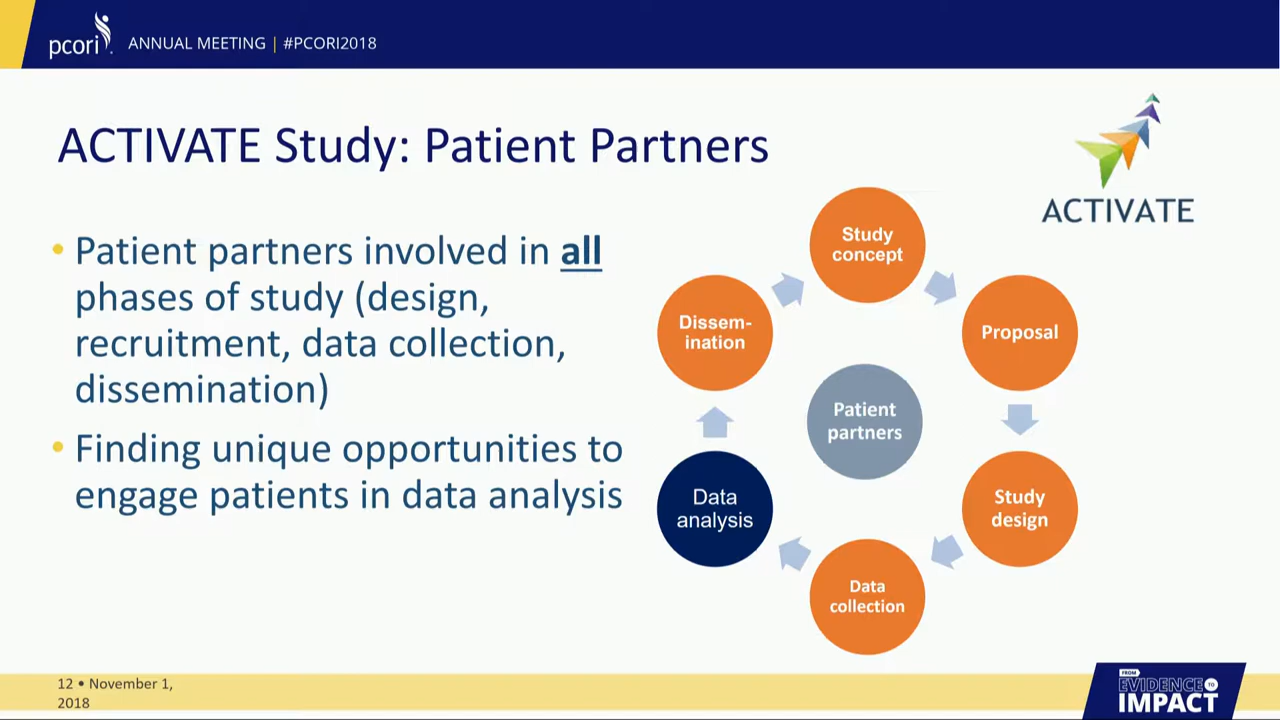 pcori
ANNUAL MEETING | #PCORI2018
ACTIVATE Study: Patient Partners
ACTIVATE
• Patient partners involved in all
phases of study (design,
recruitment, data collection,
dissemination)
• Finding unique opportunities to
engage patients in data analysis
Study
concept
Proposal
Study
design
Data
collection
Data
analysis
Dissem-
ination
Patient
partners
12 • November 1,
2018
FROM
EVIDENCE TO
IMPACT